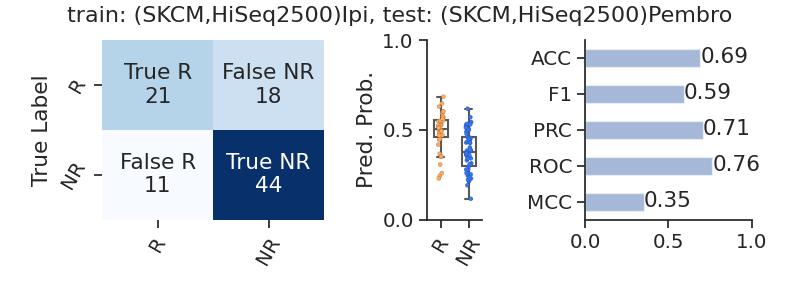 train: (SKCM,HiSeq2500)Ipi, test: (SKCM,HiSeq2500)Pembro
True Label
R
NR
True R
21
False NR
18
False R
11
True NR
44
R
NR
Pred. Prob.
1.0
0.5
0.0
R
NR
ACC
0.69
F1
0.59
PRC
0.71
ROC
0.76
MCC
0.35
0.0
0.5
1.0